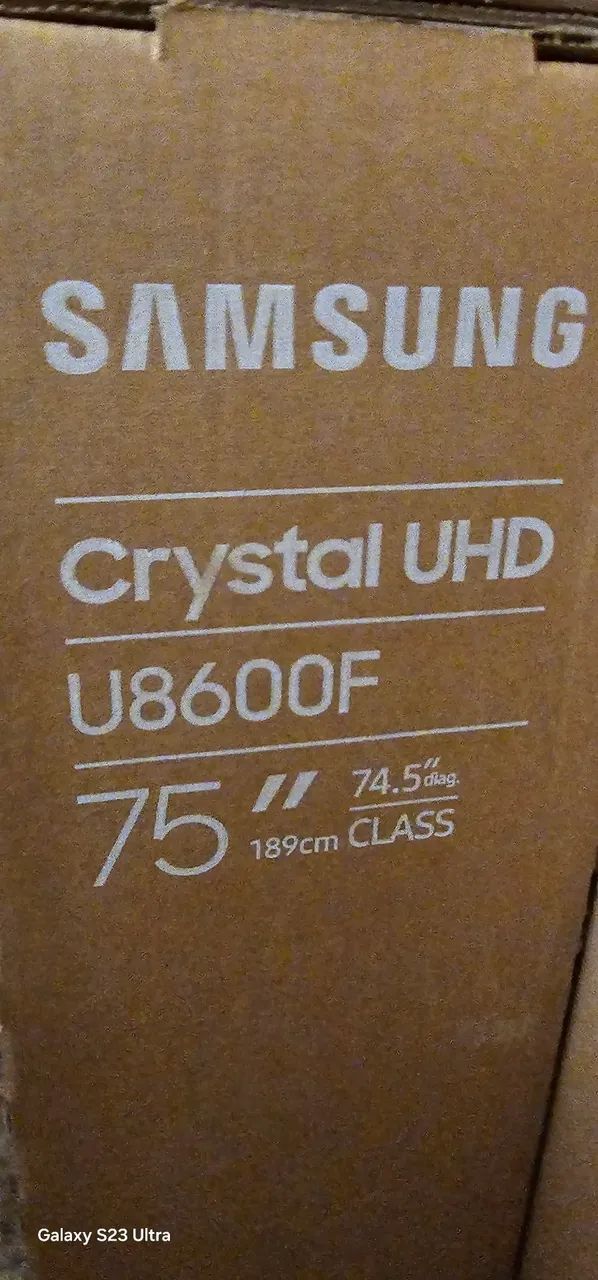 SAMSUNG
Crystal UHD
U8600F
75" 189cm 74.5" diag. CLASS
Galaxy S23 Ultra